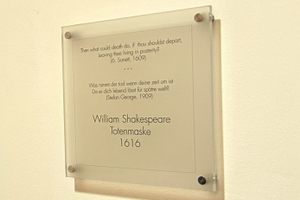 Then what could death do, if thou shouldst depart,
leaving thee living in posterity?
(6. Sonett, 1609)
• • •
Was nimmt der tod wenn deine zeit um ist
Da er dich lebend lässt für späte welt?
(Stefan George, 1909)
William Shakespeare
Totenmaske
1616